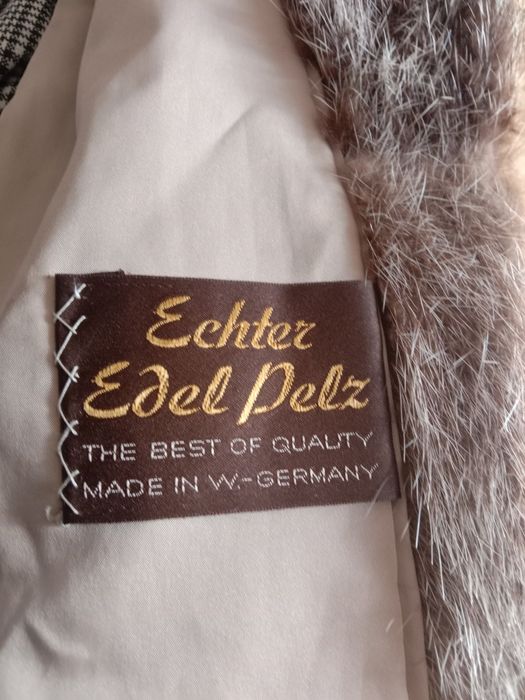 Echter
Edel Pelz
THE BEST OF QUALITY
MADE IN W-GERMANY